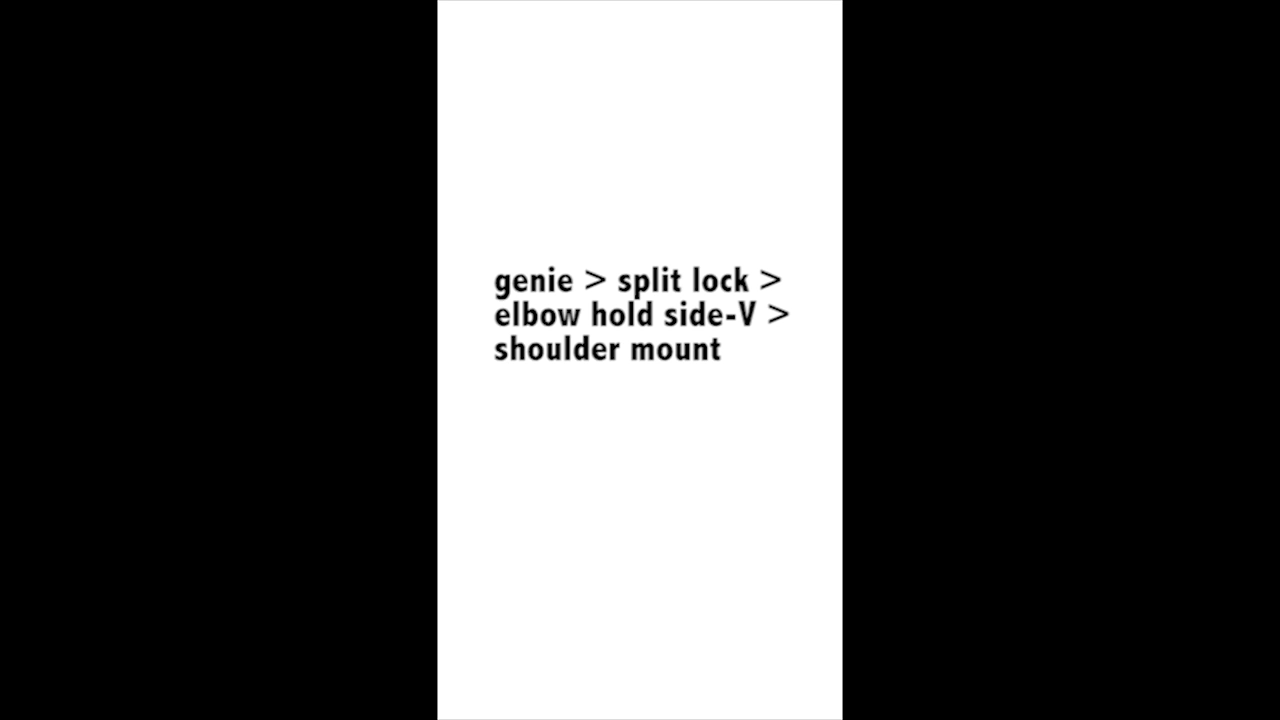 genie > split lock >
elbow hold side-V >
shoulder mount